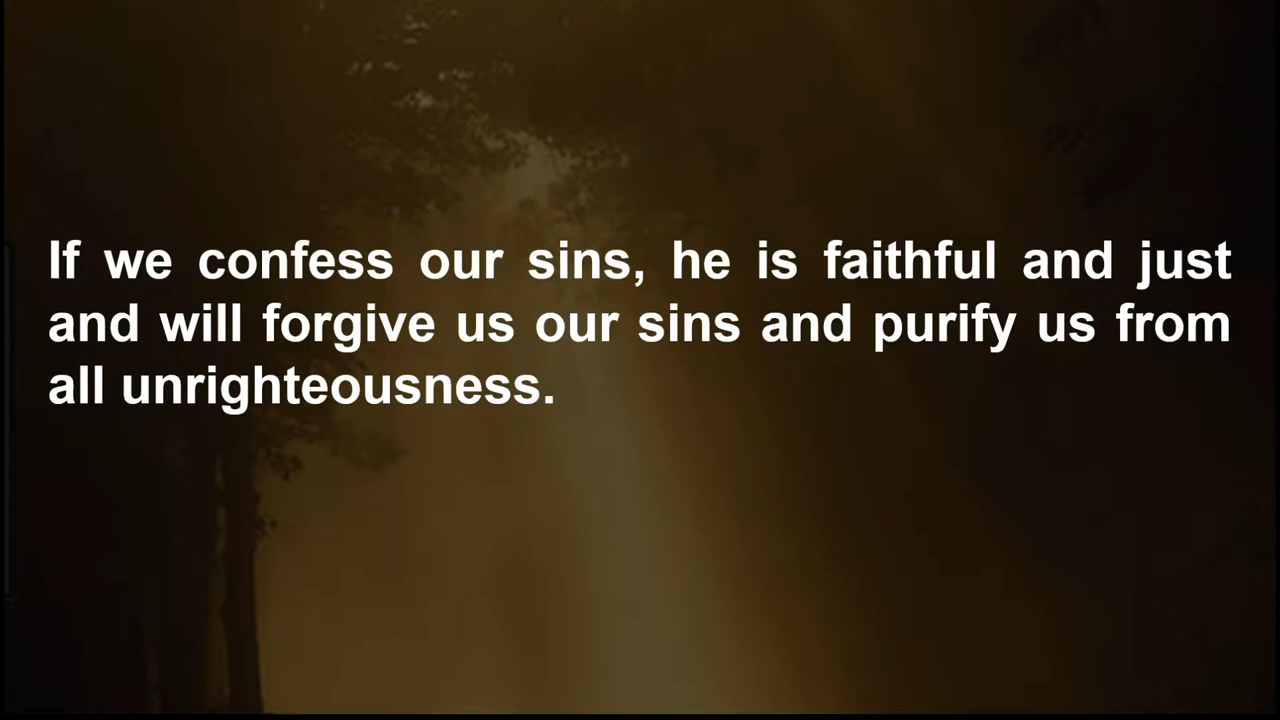 If we confess our sins, he is faithful and just
and will forgive us our sins and purify us from
all unrighteousness.